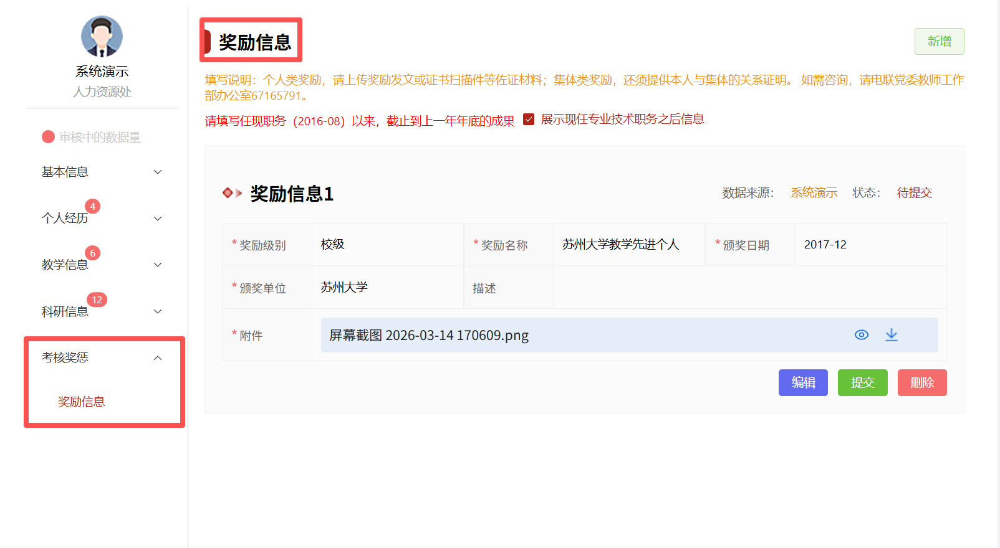 系统演示
人力资源处
审核中的数据量
基本信息
个人经历
4
教学信息
6
科研信息
12
考核奖惩
奖励信息
奖励信息
新增
填写说明：个人类奖励，请上传奖励发文或证书扫描件等佐证材料；集体类奖励，还须提供本人与集体的关系证明。 如需咨询，请电联党委教师工作
部办公室67165791。
请填写任现职务（2016-08）以来，截止到上一年年底的成果 展示现任专业技术职务之后信息
奖励信息1
数据来源： 系统演示 状态： 待提交
*奖励级别 校级 *奖励名称 苏州大学教学先进个人 *颁奖日期 2017-12
*颁奖单位 苏州大学 描述
*附件 屏幕截图 2026-03-14 170609.png
编辑 提交 删除